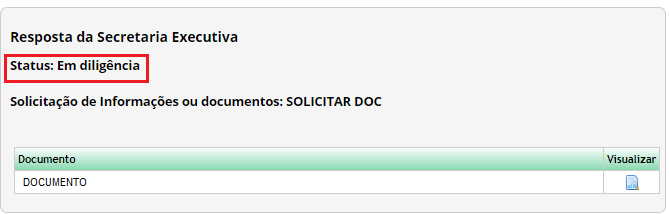 Resposta da Secretaria Executiva
Status: Em diligência
Solicitação de Informações ou documentos: SOLICITAR DOC
Documento Visualizar
DOCUMENTO